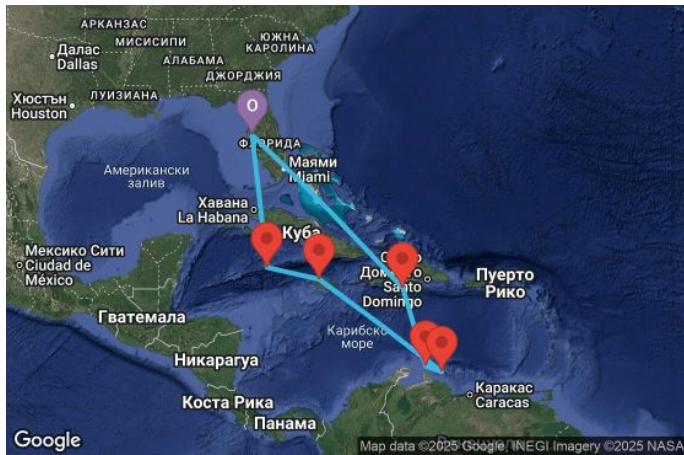 АРКАНЗАС
МИСИСИПИ
ЮЖНА
КАРОЛИНА
Далас
Dallas
АЛАБАМА
ДЖОРДЖИЯ
Хюстън
Houston
ЛУИЗИАНА
O
ФЛОРИДА
Маями
Miami
Американски
залив
Хавана
La Habana
Куба
Мексико Сити
Ciudad de
México
Santo
Domingo
Пуерто
Рико
Гватемала
Карибско
море
Никарагуа
Каракас
Caracas
Коста Рика
Панама
Google
Map data ©2025 Google, INEGI Imagery ©2025 NASA